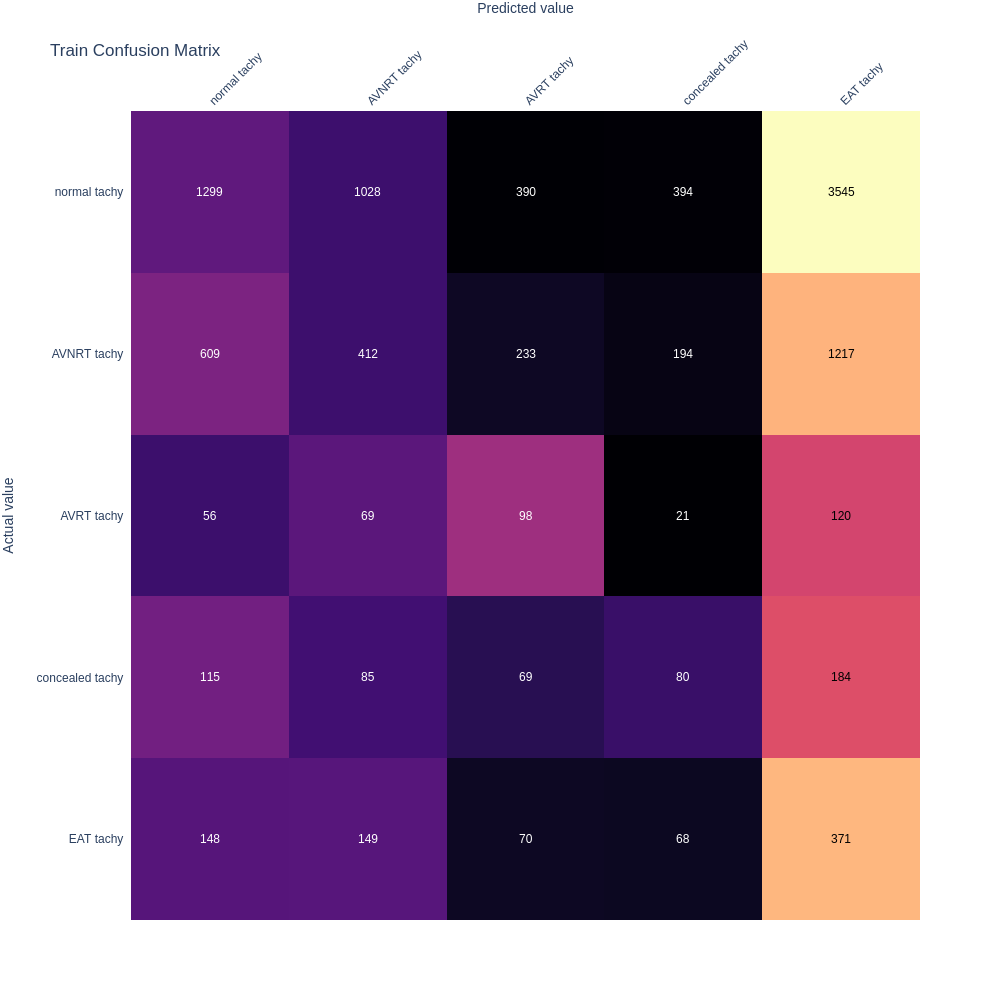 Predicted value
Train Confusion Matrix
normal tachy
AVNRT tachy
AVRT tachy
concealed tachy
EAT tachy
normal tachy 1299 1028 390 394 3545
AVNRT tachy 609 412 233 194 1217
AVRT tachy 56 69 98 21 120
concealed tachy 115 85 69 80 184
EAT tachy 148 149 70 68 371
Actual value